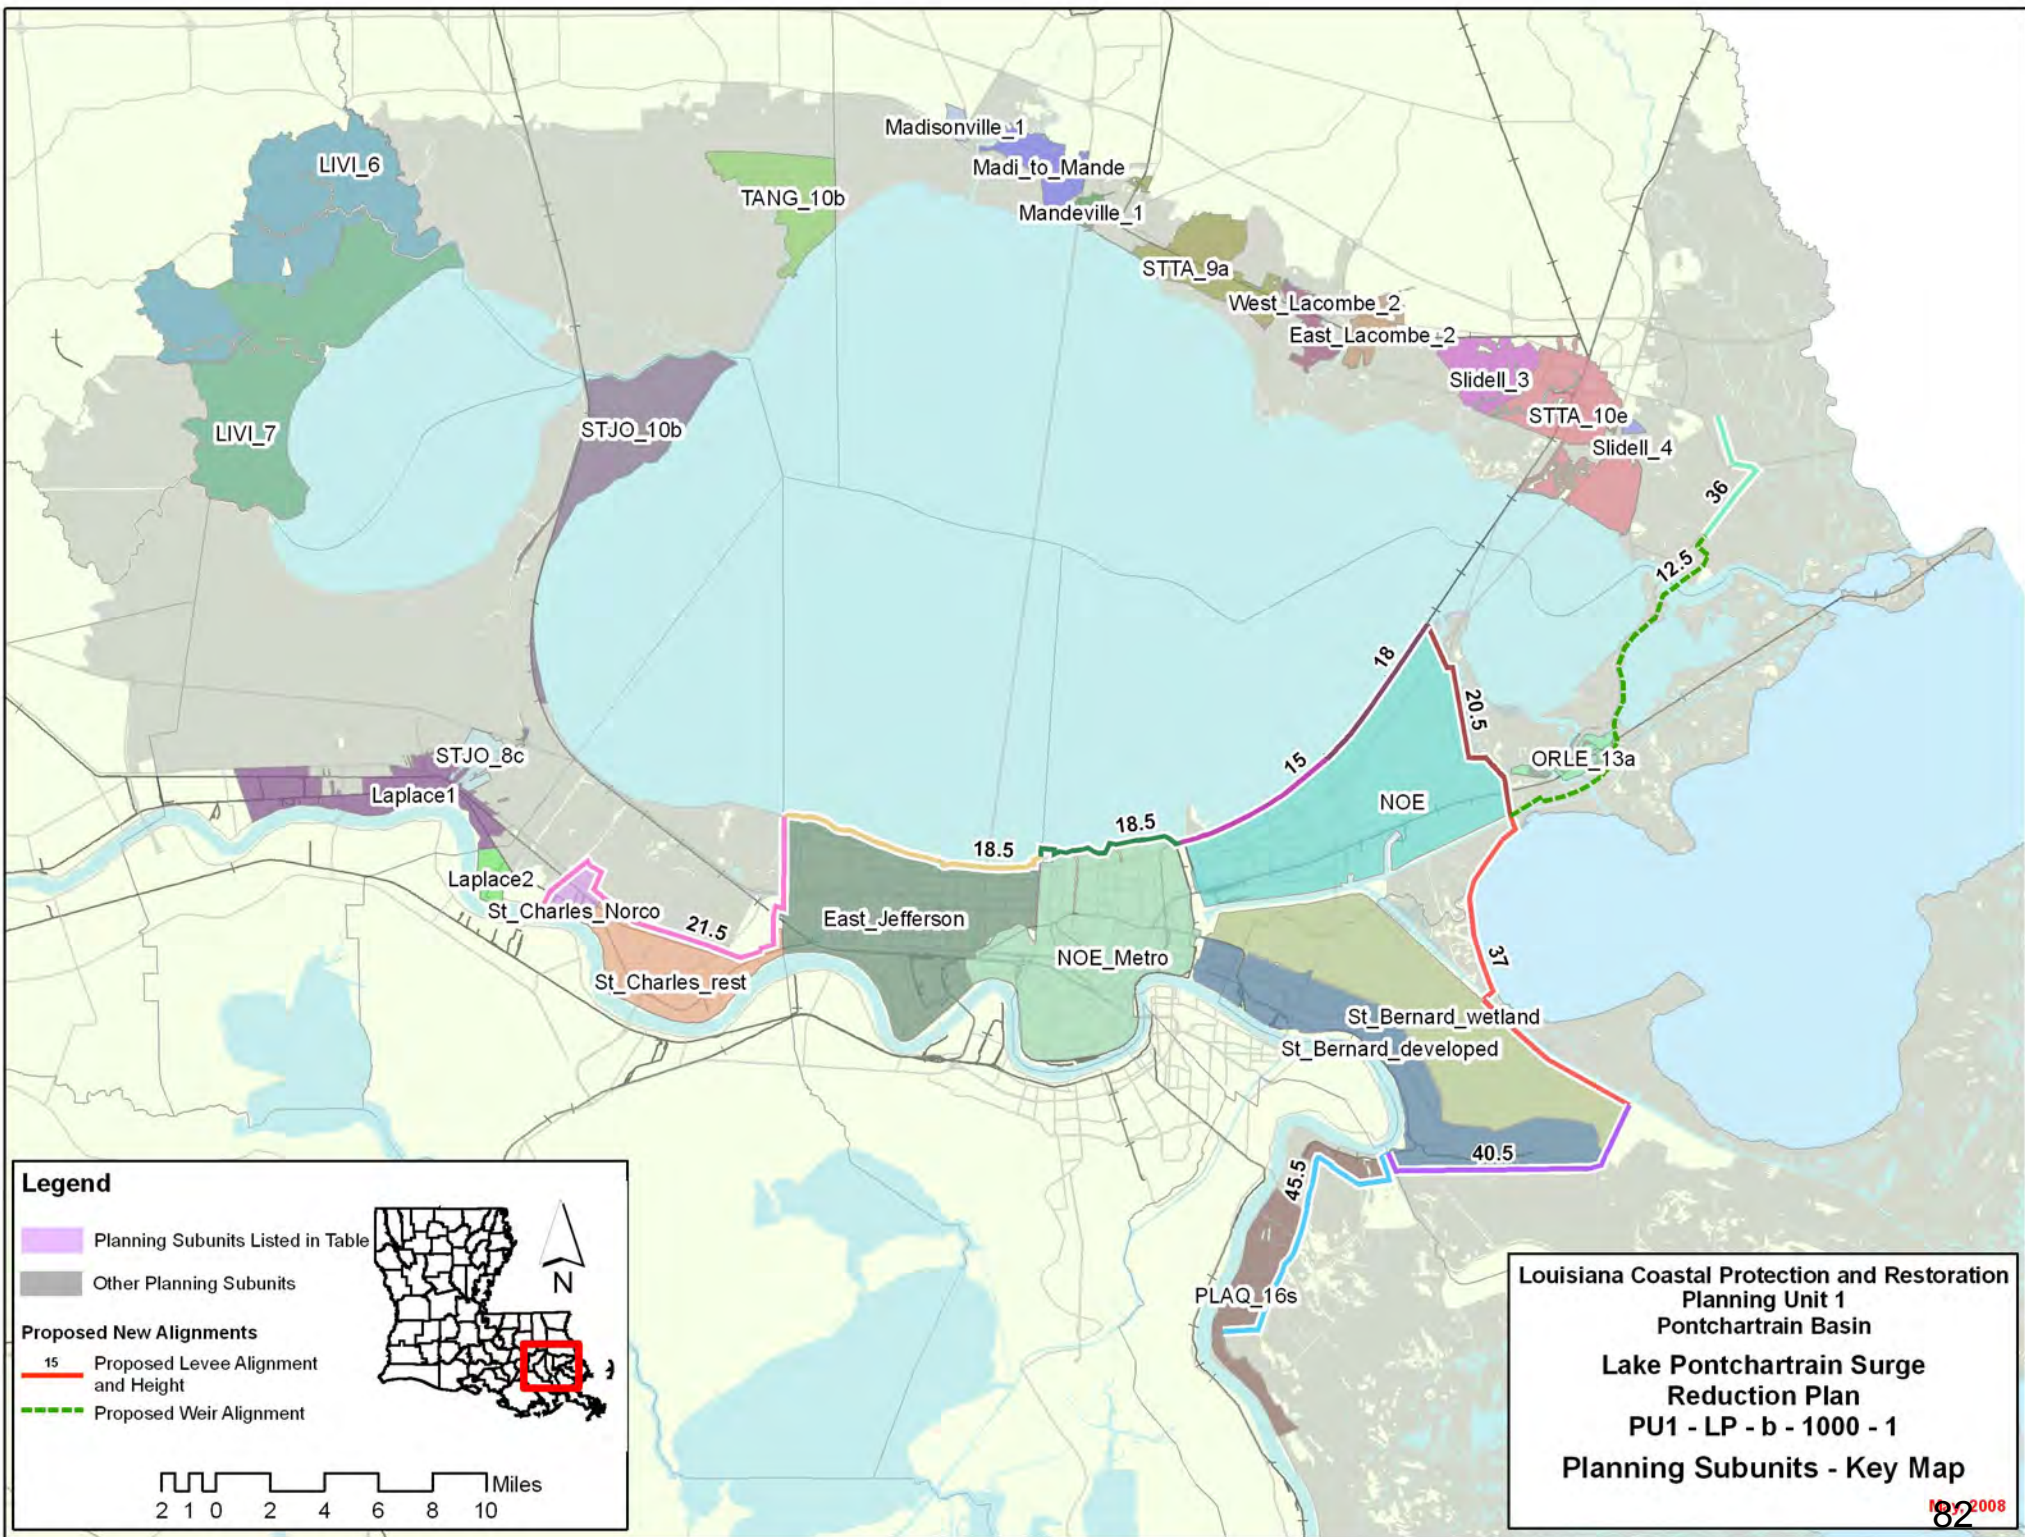 Madisonville_1
LIVI_6
Madi_to_Mande
TANG_10b
Mandeville_1
STTA_9a
West_Lacombe_2
East_Lacombe_2
Slidell_3
STTA_10e
LIVI_7
STJO_10b
Slidell_4
36
12.5
18
20.5
STJO_8c
ORLE_13a
15
Laplace1
NOE
18.5
18.5
Laplace2
St_Charles_Norco
East_Jefferson
21.5
NOE_Metro
37
St_Charles_rest
St_Bernard_wetland
St_Bernard_developed
40.5
45.5
PLAQ_16s
Legend
Planning Subunits Listed in Table
Other Planning Subunits
Proposed New Alignments
15
Proposed Levee Alignment
and Height
Proposed Weir Alignment
N
Miles
2 1 0 2 4 6 8 10
Louisiana Coastal Protection and Restoration
Planning Unit 1
Pontchartrain Basin
Lake Pontchartrain Surge
Reduction Plan
PU1 - LP - b - 1000 - 1
Planning Subunits - Key Map
May, 2008
82